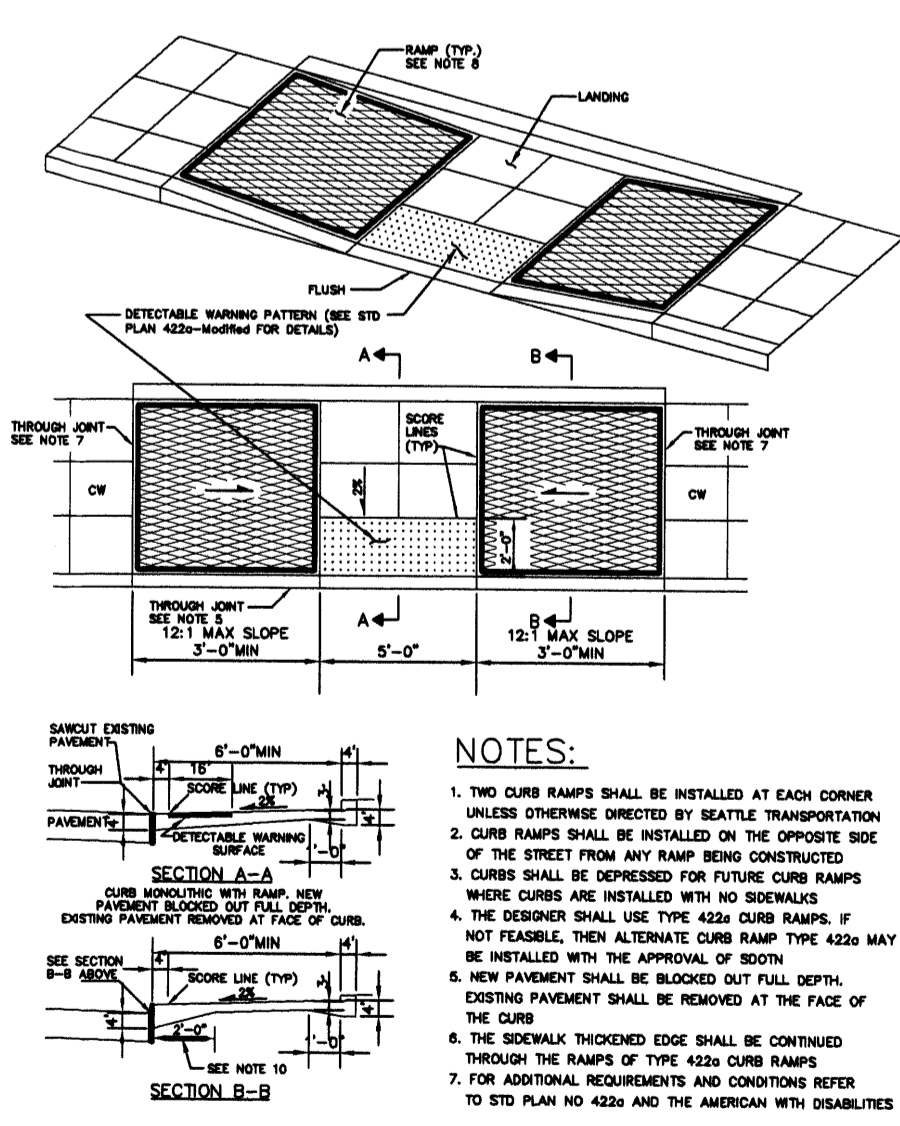 RAMP (TYP.)
SEE NOTE 8
LANDING
FLUSH
DETECTABLE WARNING PATTERN (SEE STD
PLAN 422a-Modified FOR DETAILS)
A
B
THROUGH JOINT
SEE NOTE 7
SCORE
LINES
(TYP)
THROUGH JOINT
SEE NOTE 7
CW
2%
CW
2'-0"
THROUGH JOINT
SEE NOTE 5
A
B
12:1 MAX SLOPE
12:1 MAX SLOPE
3'-0"MIN
5'-0"
3'-0"MIN
SAWCUT EXISTING
PAVEMENT
6'-0"MIN
4'
THROUGH
JOINT
4'
15'
SCORE LINE (TYP)
2%
3'
PAVEMENT
4'
4'
DETECTABLE WARNING
SURFACE
1'-0"
SECTION A-A
CURB MONOLITHIC WITH RAMP. NEW
PAVEMENT BLOCKED OUT FULL DEPTH.
EXISTING PAVEMENT REMOVED AT FACE OF CURB.
6'-0"MIN
4'
SEE SECTION
B-B ABOVE
4'
SCORE LINE (TYP)
2%
3'
4'
4'
2'-0"
1'-0"
SEE NOTE 10
SECTION B-B
NOTES:
1. TWO CURB RAMPS SHALL BE INSTALLED AT EACH CORNER
UNLESS OTHERWISE DIRECTED BY SEATTLE TRANSPORTATION
2. CURB RAMPS SHALL BE INSTALLED ON THE OPPOSITE SIDE
OF THE STREET FROM ANY RAMP BEING CONSTRUCTED
3. CURBS SHALL BE DEPRESSED FOR FUTURE CURB RAMPS
WHERE CURBS ARE INSTALLED WITH NO SIDEWALKS
4. THE DESIGNER SHALL USE TYPE 422a CURB RAMPS. IF
NOT FEASIBLE, THEN ALTERNATE CURB RAMP TYPE 422a MAY
BE INSTALLED WITH THE APPROVAL OF SDOTN
5. NEW PAVEMENT SHALL BE BLOCKED OUT FULL DEPTH.
EXISTING PAVEMENT SHALL BE REMOVED AT THE FACE OF
THE CURB
6. THE SIDEWALK THICKENED EDGE SHALL BE CONTINUED
THROUGH THE RAMPS OF TYPE 422a CURB RAMPS
7. FOR ADDITIONAL REQUIREMENTS AND CONDITIONS REFER
TO STD PLAN NO 422a AND THE AMERICAN WITH DISABILITIES